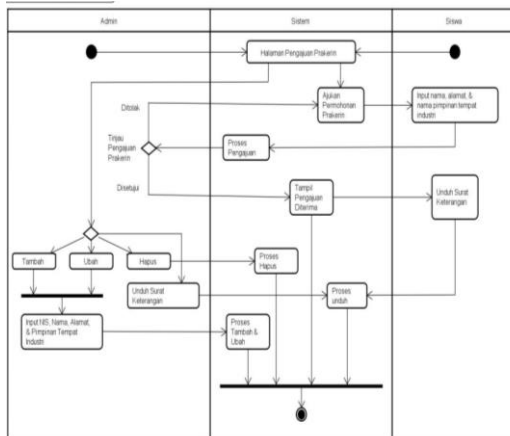 Admin
Sistem
Siswa
Halaman Pengajuan Prakerin
Ditolak
Ajukan
Permohonan
Prakerin
Input nama, alamat, &
nama pimpinan tempat
industri
Tinjau
Pengajuan
Prakerin
Proses
Pengajuan
Disetujui
Tampil
Pengajuan
Diterima
Unduh Surat
Keterangan
Tambah
Ubah
Hapus
Proses
Hapus
Unduh Surat
Keterangan
Proses
unduh
Input NIS, Nama, Alamat,
& Pimpinan Tempat
Industri
Proses
Tambah &
Ubah